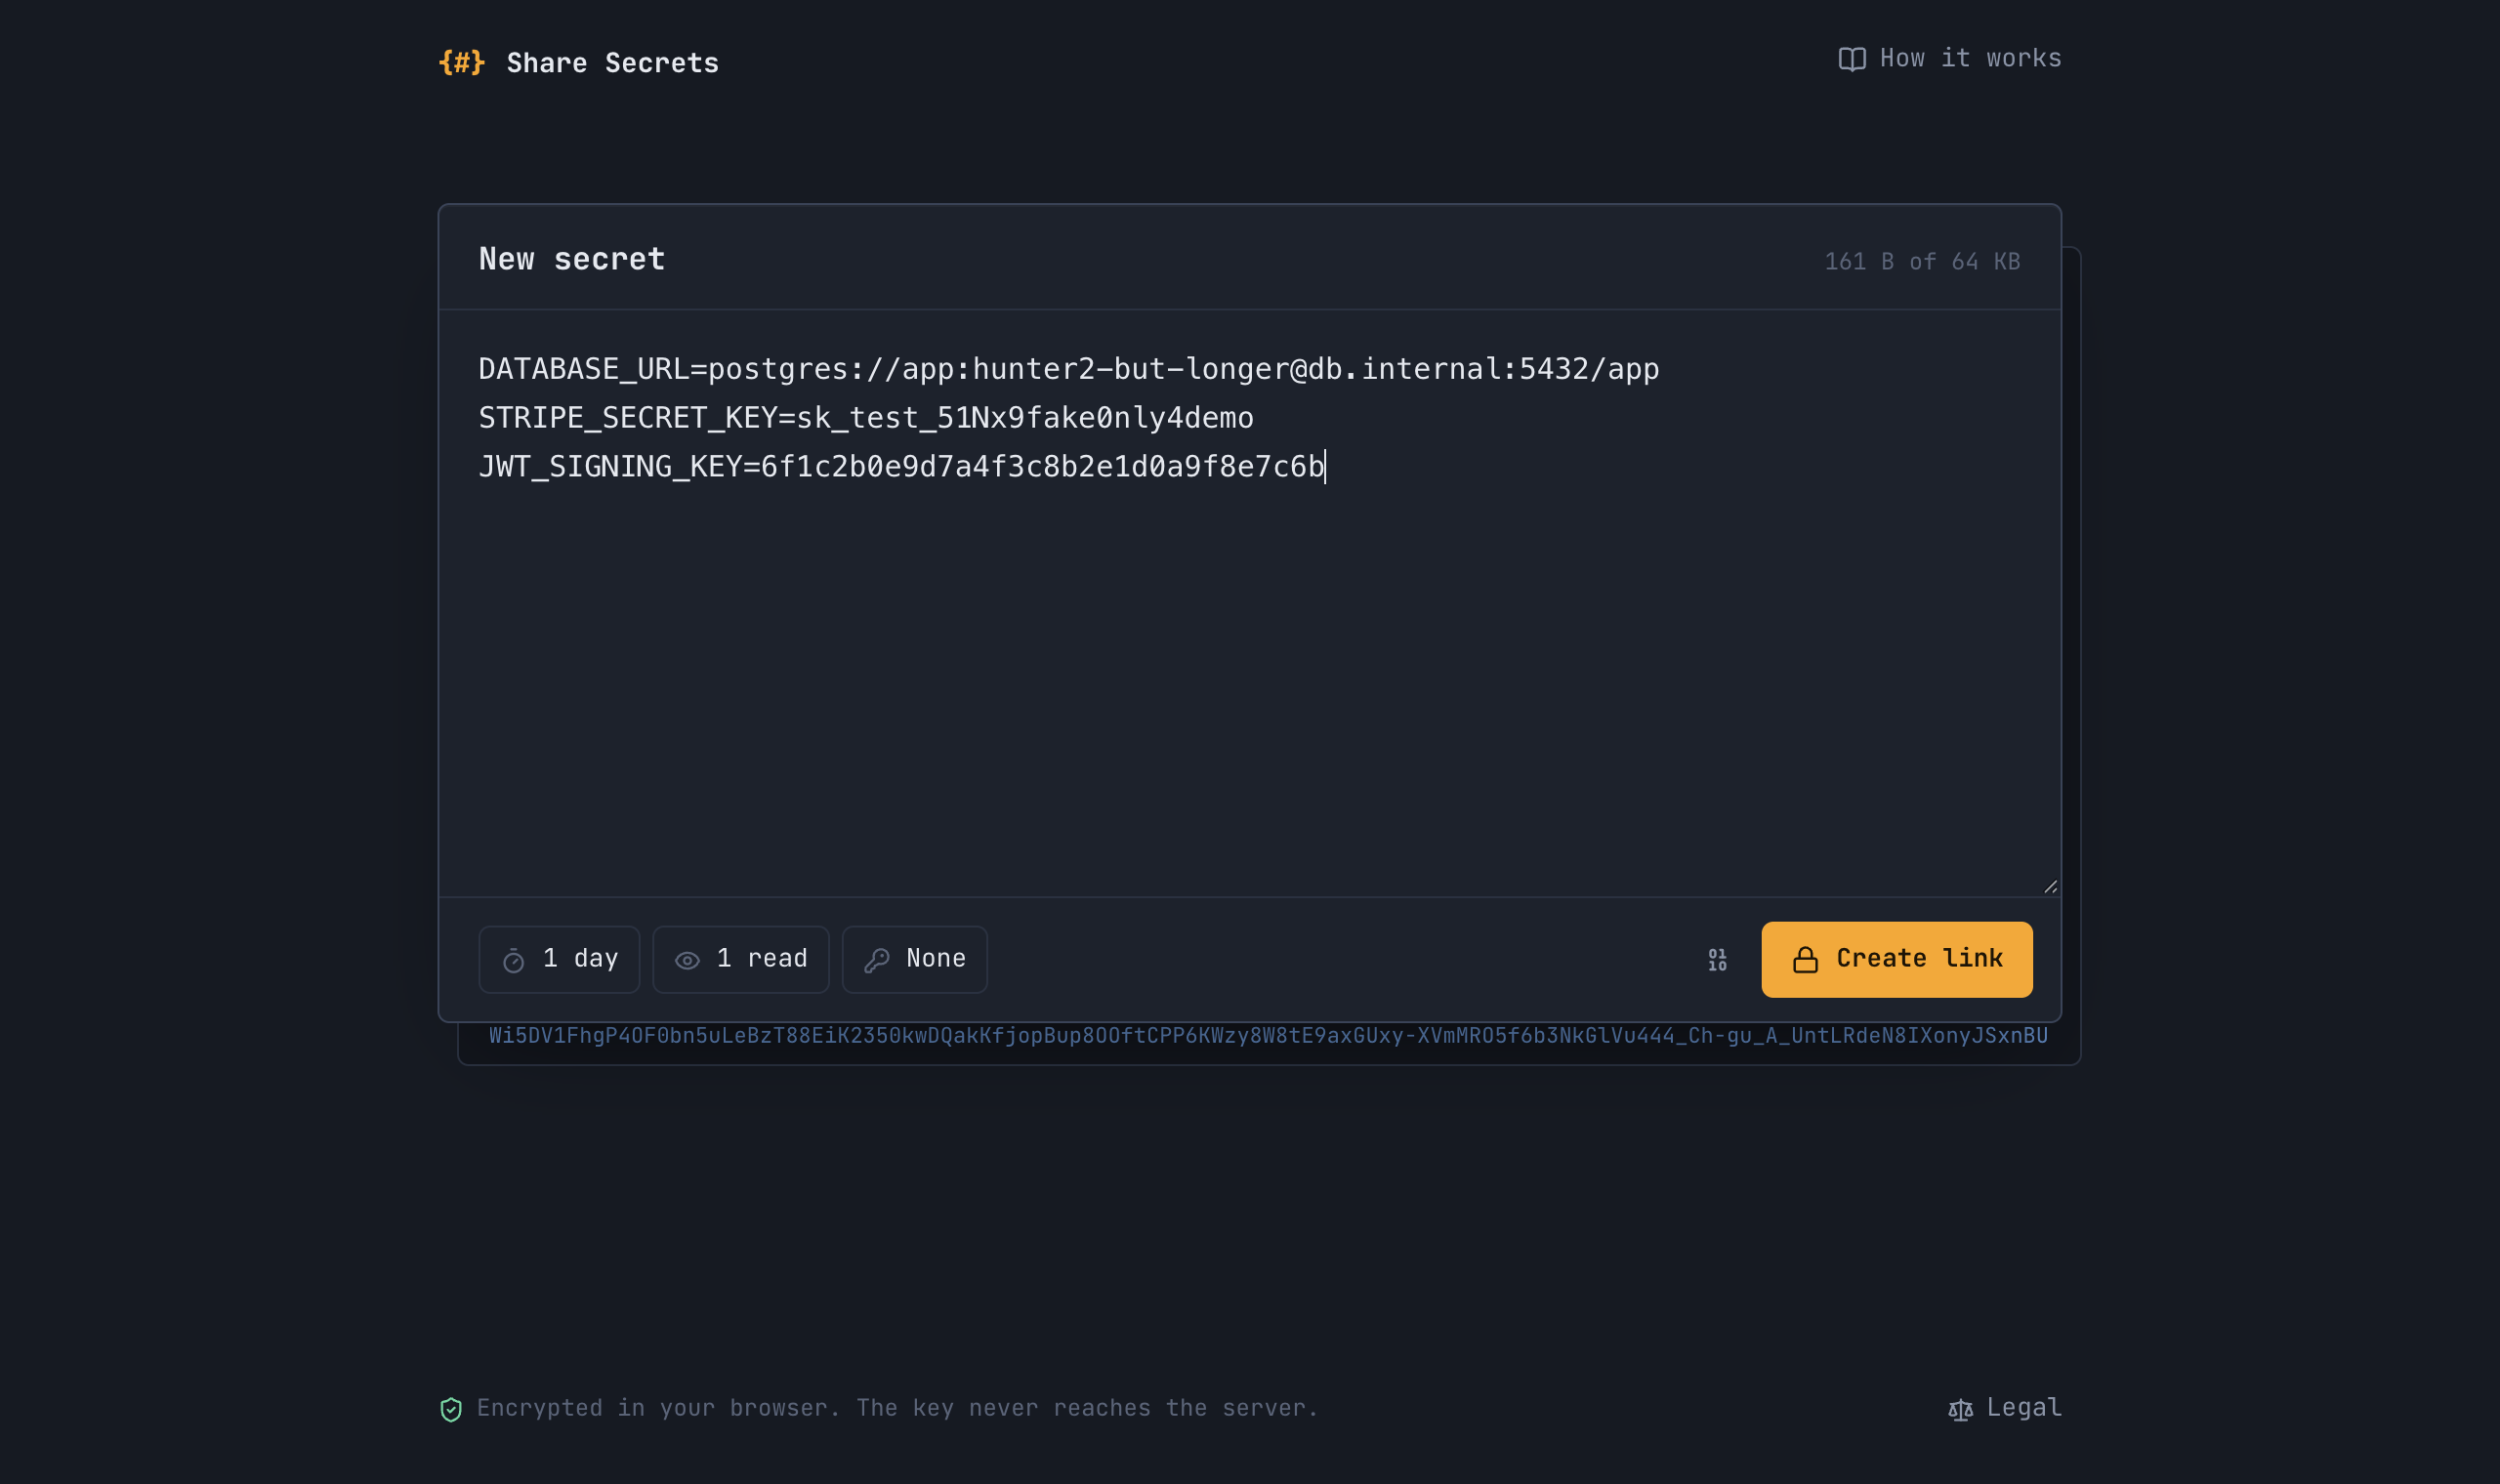 {#} Share Secrets
How it works
New secret
161 B of 64 KB
DATABASE_URL=postgres://app:hunter2-but-longer@db.internal:5432/app
STRIPE_SECRET_KEY=sk_test_51Nx9fake0nly4demo
JWT_SIGNING_KEY=6f1c2b0e9d7a4f3c8b2e1d0a9f8e7c6b
1 day
1 read
None
01
10
Create link
Wi5DV1FhgP4OF0bn5uLeBzT88EiK2350kwDQakKfjopBup8OOftCPP6KWzy8W8tE9axGUxy-XVmMRO5f6b3NkGlVu444_Ch-gu_A_UntLRdeN8IXonyJSxnBU
Encrypted in your browser. The key never reaches the server.
Legal